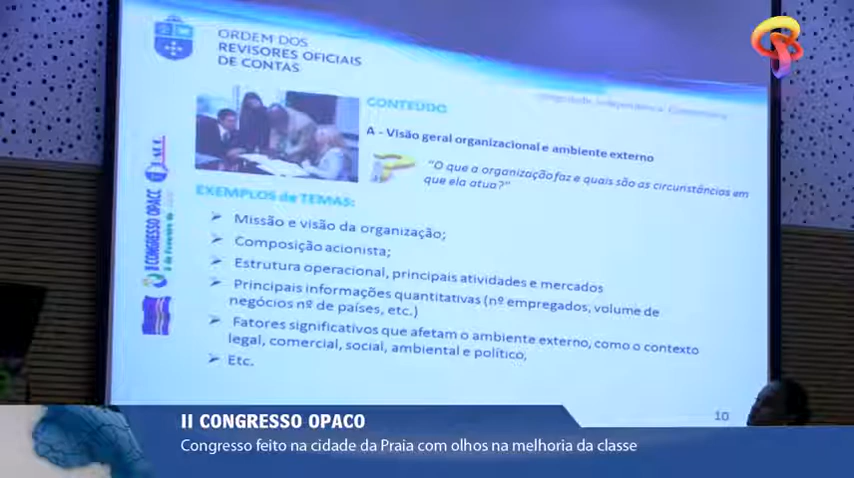 ORDEM DOS
REVISORES OFICIAIS
DE CONTAS
CONTEÚDO
A - Visão geral organizacional e ambiente externo
"O que a organização faz e quais são as circunstâncias em
que ela atua?"
EXEMPLOS de TEMAS:
Missão e visão da organização;
Composição acionista;
Estrutura operacional, principais atividades e mercados
Principais informações quantitativas (nº empregados, volume de
negócios nº de países, etc.)
Fatores significativos que afetam o ambiente externo, como o contexto
legal, comercial, social, ambiental e político,
Etc.
II CONGRESSO OPACC
10
II CONGRESSO OPACO
Congresso feito na cidade da Praia com olhos na melhoria da classe